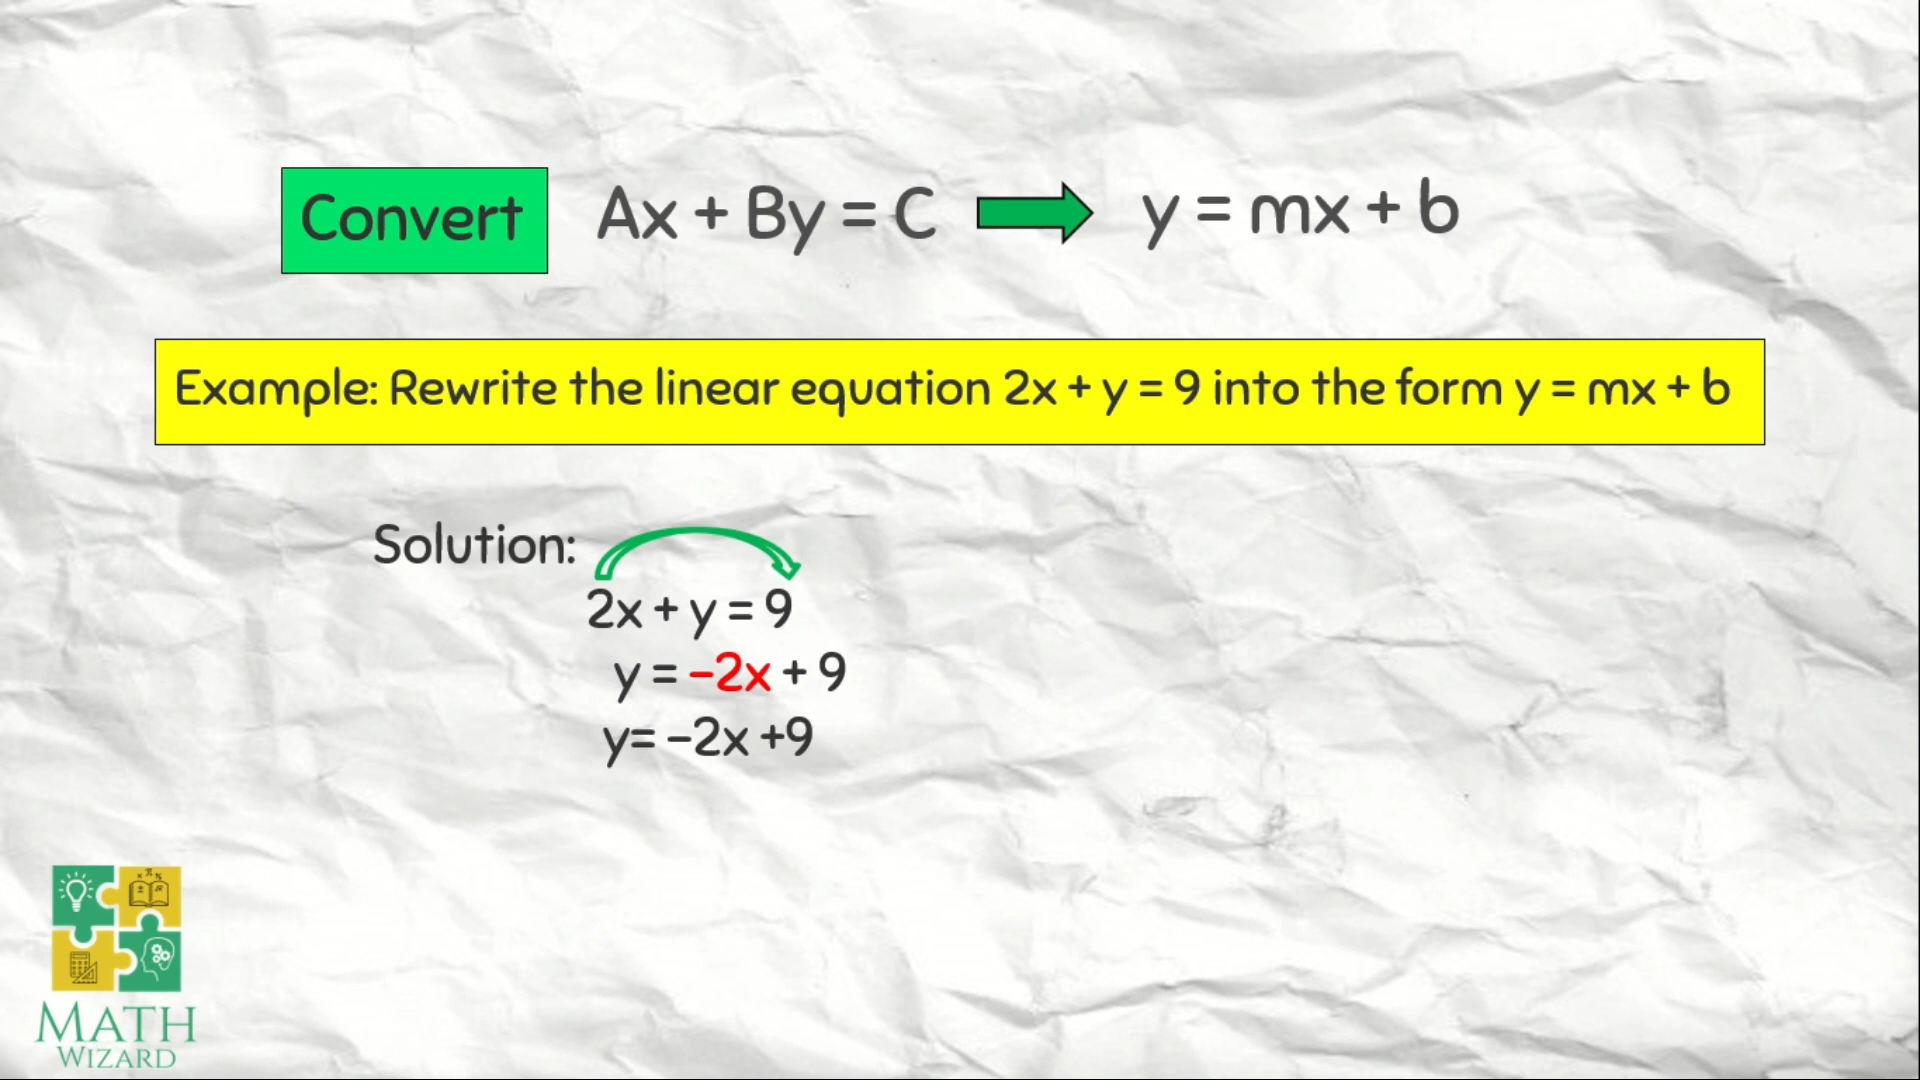 Convert Ax + By = C y = mx + b
Example: Rewrite the linear equation 2x + y = 9 into the form y = mx + b
Solution:
2x + y = 9
y = -2x + 9
y= -2x +9
MATH
WIZARD